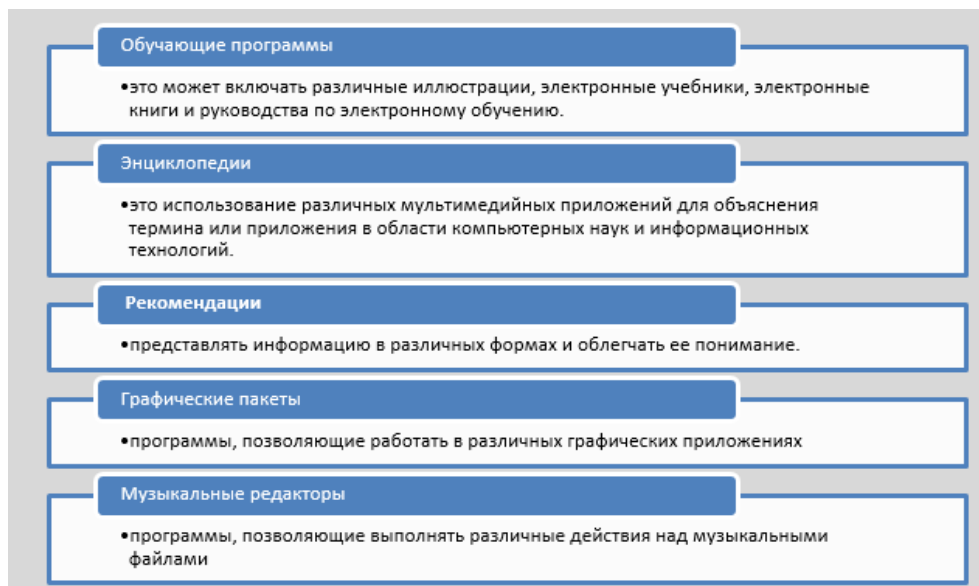 Обучающие программы
•это может включать различные иллюстрации, электронные учебники, электронные
книги и руководства по электронному обучению.
Энциклопедии
•это использование различных мультимедийных приложений для объяснения
термина или приложения в области компьютерных наук и информационных
технологий.
Рекомендации
•представлять информацию в различных формах и облегчать ее понимание.
Графические пакеты
•программы, позволяющие работать в различных графических приложениях
Музыкальные редакторы
•программы, позволяющие выполнять различные действия над музыкальными
файлами